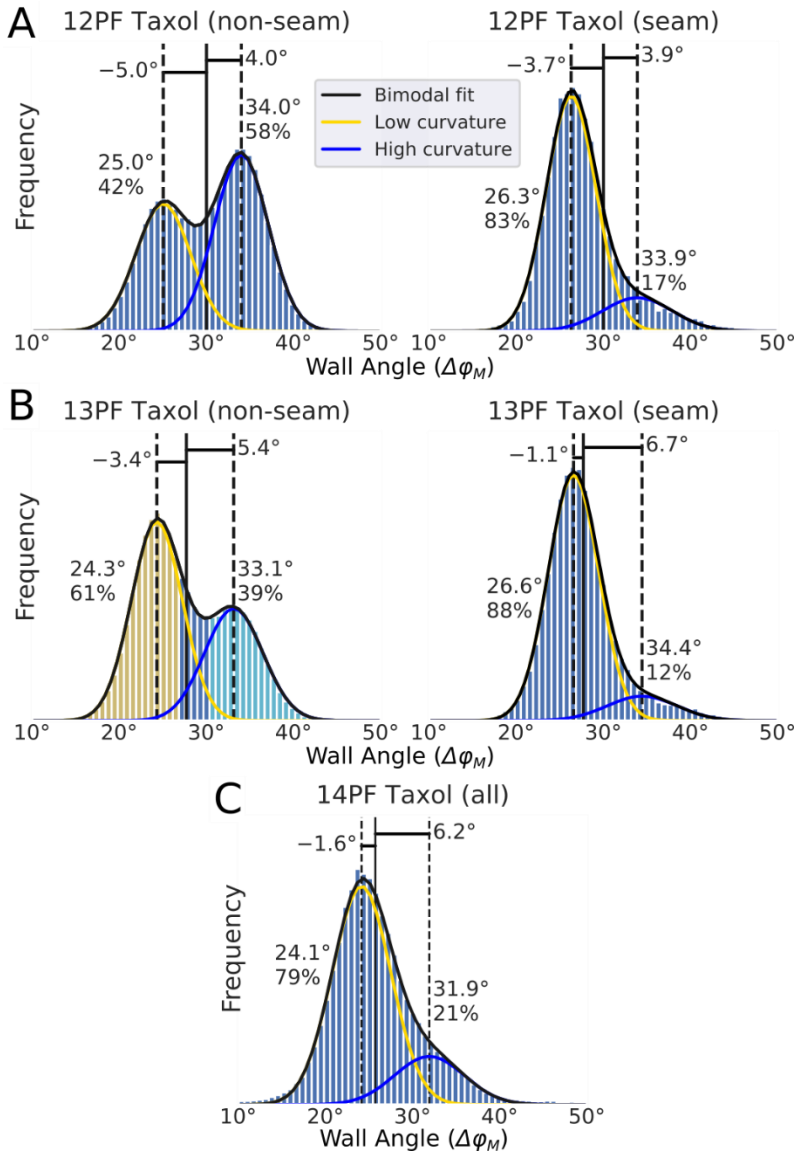 A
12PF Taxol (non-seam)
−5.0°
4.0°
25.0°
42%
34.0°
58%
Frequency
10° 20° 30° 40° 50°
Wall Angle (Δφ_M)
Bimodal fit
Low curvature
High curvature
12PF Taxol (seam)
−3.7°
3.9°
26.3°
83%
33.9°
17%
10° 20° 30° 40° 50°
Wall Angle (Δφ_M)
B
13PF Taxol (non-seam)
−3.4°
5.4°
24.3°
61%
33.1°
39%
Frequency
10° 20° 30° 40° 50°
Wall Angle (Δφ_M)
13PF Taxol (seam)
−1.1°
6.7°
26.6°
88%
34.4°
12%
10° 20° 30° 40° 50°
Wall Angle (Δφ_M)
C
14PF Taxol (all)
−1.6°
6.2°
24.1°
79%
31.9°
21%
Frequency
10° 20° 30° 40° 50°
Wall Angle (Δφ_M)